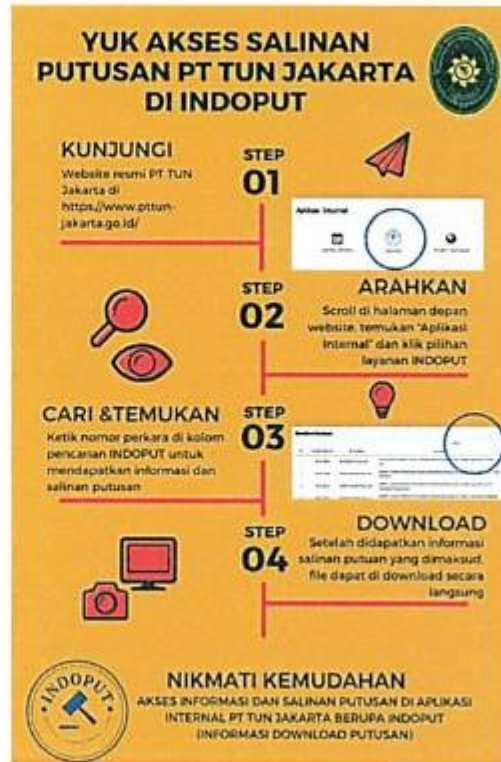 YUK AKSES SALINAN
PUTUSAN PT TUN JAKARTA
DI INDOPUT
KUNJUNGI
Website resmi PT TUN
Jakarta di
https://www.pttun-
jakarta.go.id/
STEP
01
Aplikasi Internal
STEP
02
ARAHKAN
Scroll di halaman depan
website, temukan "Aplikasi
Internal" dan klik pilihan
layanan INDOPUT
CARI &TEMUKAN
Ketik nomor perkara di kolom
pencarian INDOPUT untuk
mendapatkan informasi dan
salinan putusan
STEP
03
STEP
04
DOWNLOAD
Setelah didapatkan informasi
salinan putuan yang dimaksud,
file dapat di download secara
langsung
INDOPUT
NIKMATI KEMUDAHAN
AKSES INFORMASI DAN SALINAN PUTUSAN DI APLIKASI
INTERNAL PT TUN JAKARTA BERUPA INDOPUT
(INFORMASI DOWNLOAD PUTUSAN)